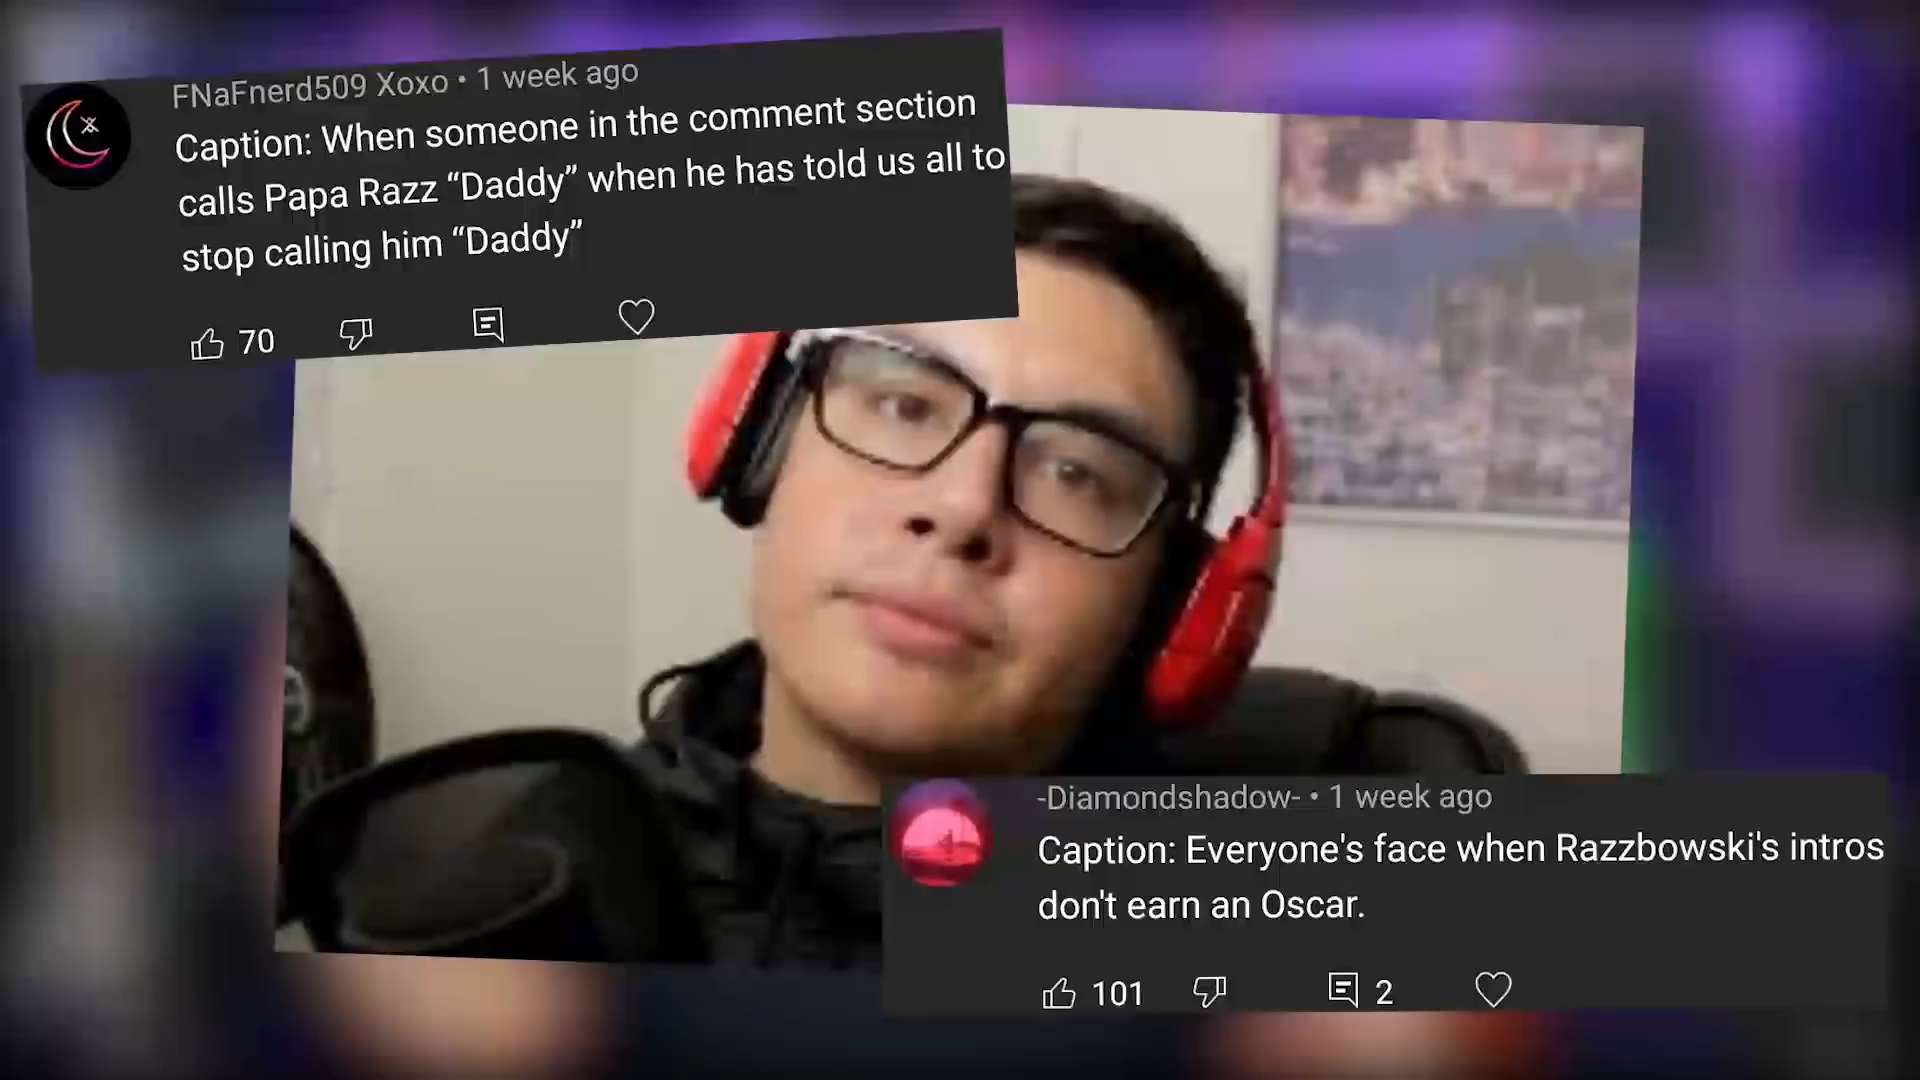 FNaFnerd509 Xoxo • 1 week ago
Caption: When someone in the comment section
calls Papa Razz “Daddy” when he has told us all to
stop calling him “Daddy”
70
-Diamondshadow- • 1 week ago
Caption: Everyone's face when Razzbowski's intros
don't earn an Oscar.
101
2